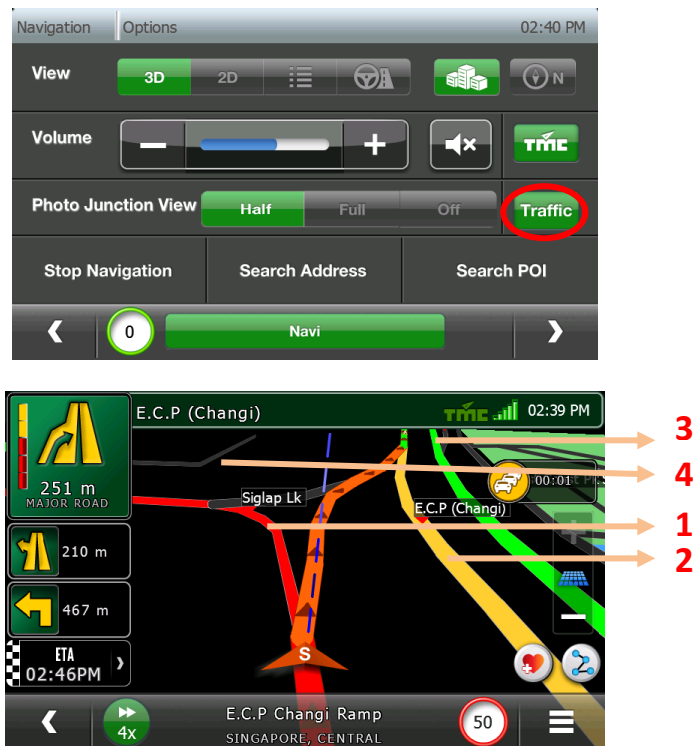 Navigation Options 02:40 PM
View 3D 2D N
Volume TMC
Photo Junction View Half Full Off Traffic
Stop Navigation Search Address Search POI
0 Navi
E.C.P (Changi) TMC 02:39 PM
3
251 m
MAJOR ROAD
4
00:01
Siglap Lk
E.C.P (Changi)
1
210 m
2
467 m
ETA
02:46PM
S
4x
E.C.P Changi Ramp
SINGAPORE, CENTRAL
50